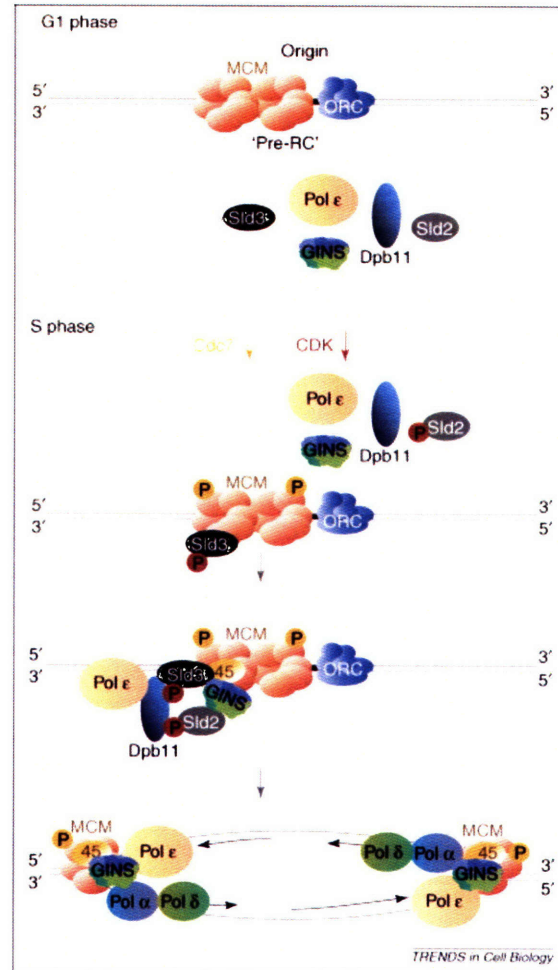 G1 phase
Origin
MCM
5′ 3′
3′ ORC 5′
'Pre-RC'
Pol ε
Sld3 Sld2
GINS
Dpb11
S phase
Cdc7 CDK
Pol ε
P Sld2
GINS Dpb11
P MCM P
5′ 3′
3′ ORC 5′
Sld3
P
P MCM P
5′ 3′
3′ Sld3 45 ORC 5′
Pol ε P GINS
P Sld2
Dpb11
MCM MCM
P 45 Pol ε Pol δ Pol α 45 P
5′ GINS GINS 3′
3′ Pol α Pol δ Pol ε 5′
TRENDS in Cell Biology